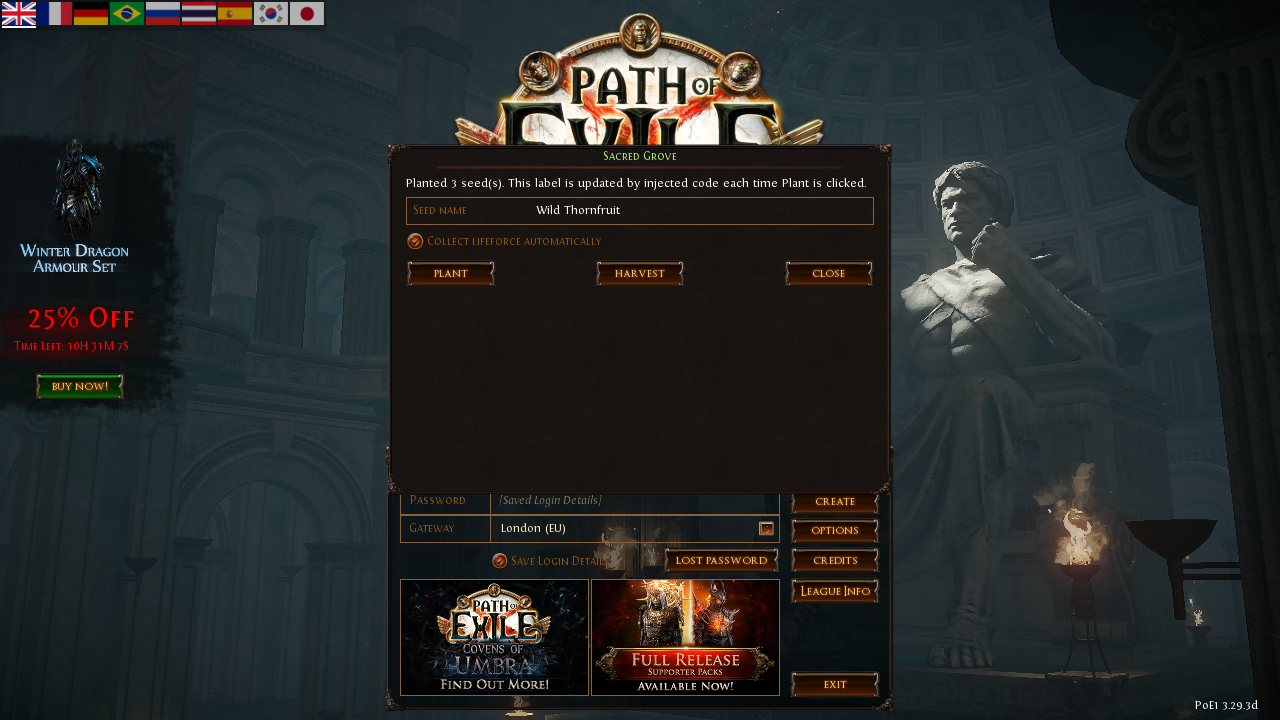 PATH OF
EXILE
Sacred Grove
Planted 3 seed(s). This label is updated by injected code each time Plant is clicked.
Seed name Wild Thornfruit
Collect lifeforce automatically
PLANT HARVEST CLOSE
Winter Dragon
Armour Set
25% Off
Time Left: 10H 31M 7S
BUY NOW!
Password [Saved Login Details] CREATE
Gateway London (EU) OPTIONS
Save Login Details LOST PASSWORD CREDITS
League Info
PATH OF
EXILE
COVENS OF
UMBRA
FIND OUT MORE!
FULL RELEASE
SUPPORTER PACKS
AVAILABLE NOW!
EXIT
PoE1 3.29.3d